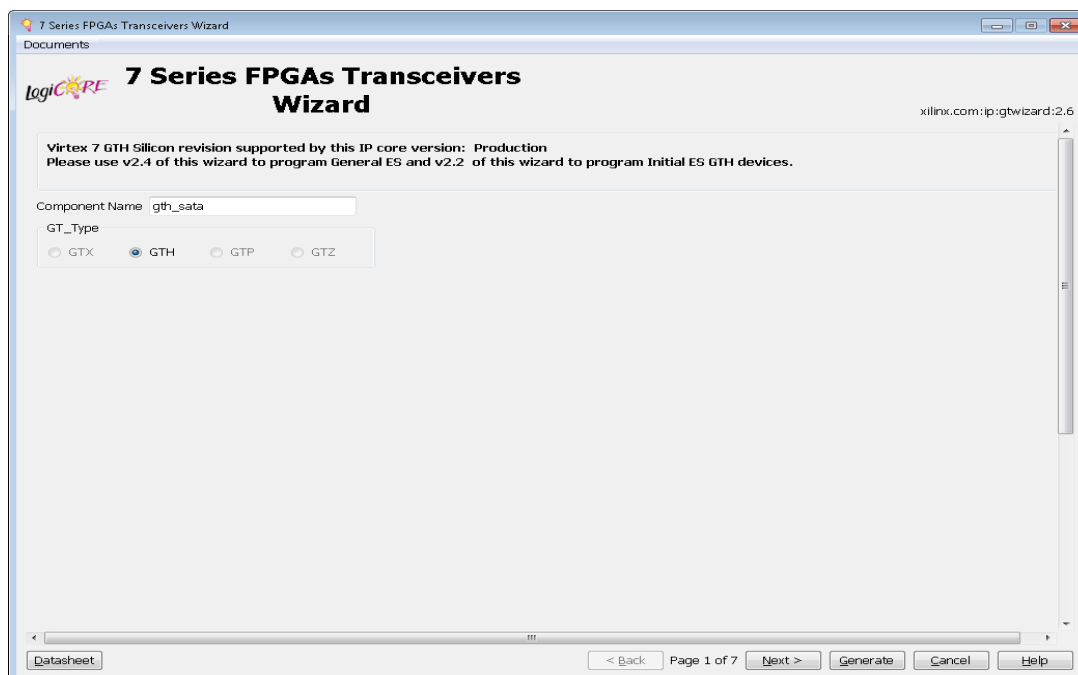 7 Series FPGAs Transceivers Wizard
Documents
logiCORE
7 Series FPGAs Transceivers
Wizard
xilinx.com:ip:gtwizard:2.6
Virtex 7 GTH Silicon revision supported by this IP core version: Production
Please use v2.4 of this wizard to program General ES and v2.2 of this wizard to program Initial ES GTH devices.
Component Name gth_sata
GT_Type
GTX GTH GTP GTZ
Datasheet < Back Page 1 of 7 Next > Generate Cancel Help